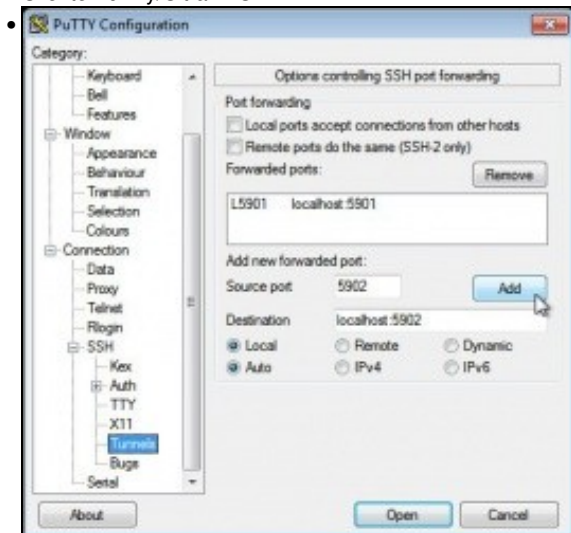 PuTTY Configuration
Category:
Keyboard
Bell
Features
Window
Appearance
Behaviour
Translation
Selection
Colours
Connection
Data
Proxy
Telnet
Rlogin
SSH
Kex
Auth
TTY
X11
Tunnels
Bugs
Serial
Options controlling SSH port forwarding
Port forwarding
Local ports accept connections from other hosts
Remote ports do the same (SSH-2 only)
Forwarded ports: Remove
L5901 localhost:5901
Add new forwarded port:
Source port 5902 Add
Destination localhost:5902
Local Remote Dynamic
Auto IPv4 IPv6
About Open Cancel